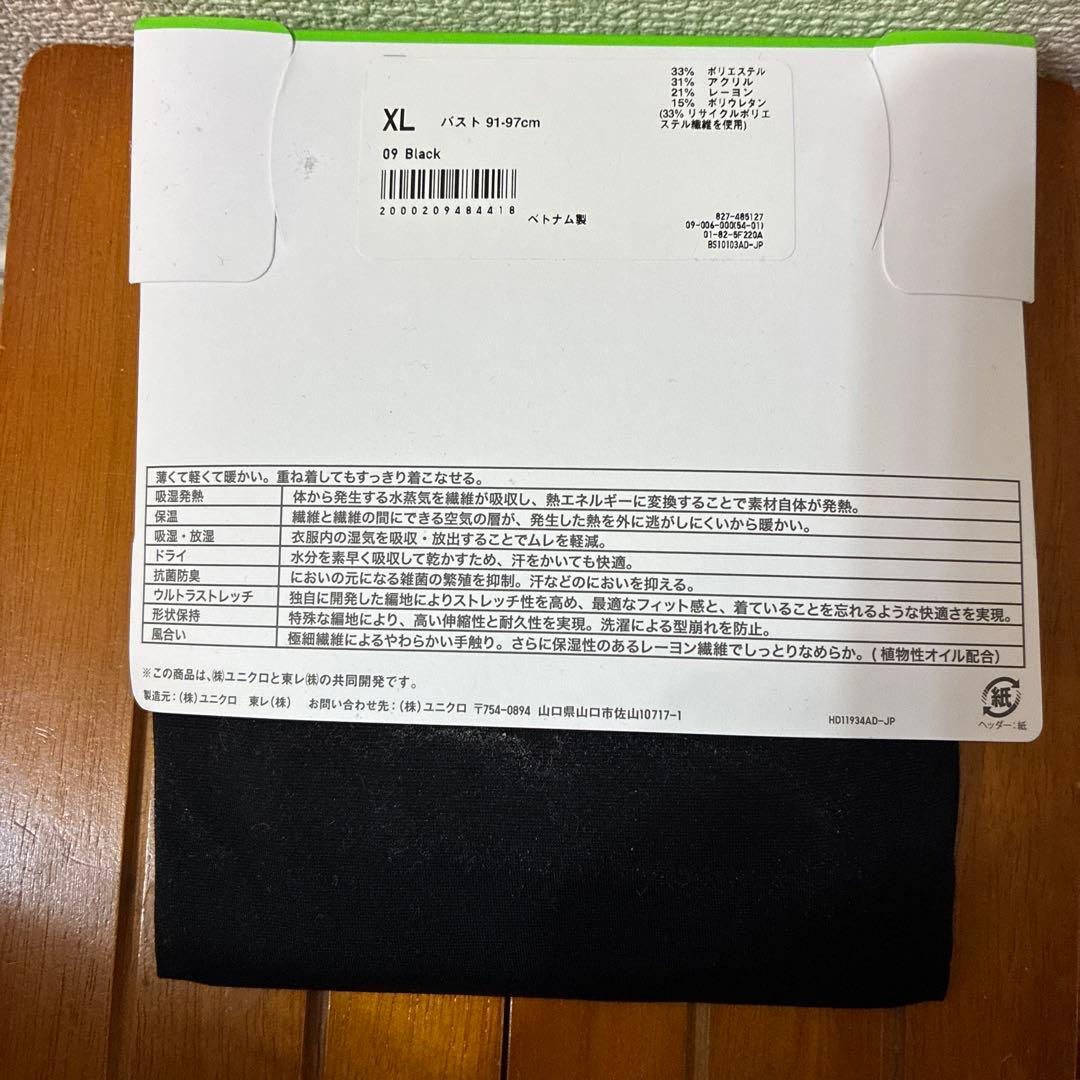 33% ポリエステル
31% アクリル
21% レーヨン
15% ポリウレタン
(33% リサイクルポリエ
ステル繊維を使用)
XL バスト 91-97cm
09 Black
2000209484418
ベトナム製
827-485127
09-006-000(54-01)
01-82-5F220A
BS10103AD-JP
薄くて軽くて暖かい。重ね着してもすっきり着こなせる。
吸湿発熱 体から発生する水蒸気を繊維が吸収し、熱エネルギーに変換することで素材自体が発熱。
保温 繊維と繊維の間にできる空気の層が、発生した熱を外に逃がしにくいから暖かい。
吸湿・放湿 衣服内の湿気を吸収・放出することでムレを軽減。
ドライ 水分を素早く吸収して乾かすため、汗をかいても快適。
抗菌防臭 においの元になる雑菌の繁殖を抑制。汗などのにおいを抑える。
ウルトラストレッチ 独自に開発した編地によりストレッチ性を高め、最適なフィット感と、着ていることを忘れるような快適さを実現。
形状保持 特殊な編地により、高い伸縮性と耐久性を実現。洗濯による型崩れを防止。
風合い 極細繊維によるやわらかい手触り。さらに保湿性のあるレーヨン繊維でしっとりなめらか。(植物性オイル配合)
※この商品は、㈱ユニクロと東レ㈱の共同開発です。
製造元:(株)ユニクロ 東レ(株) お問い合わせ先:(株)ユニクロ 〒754-0894 山口県山口市佐山10717-1
HD11934AD-JP
紙
ヘッダー:紙